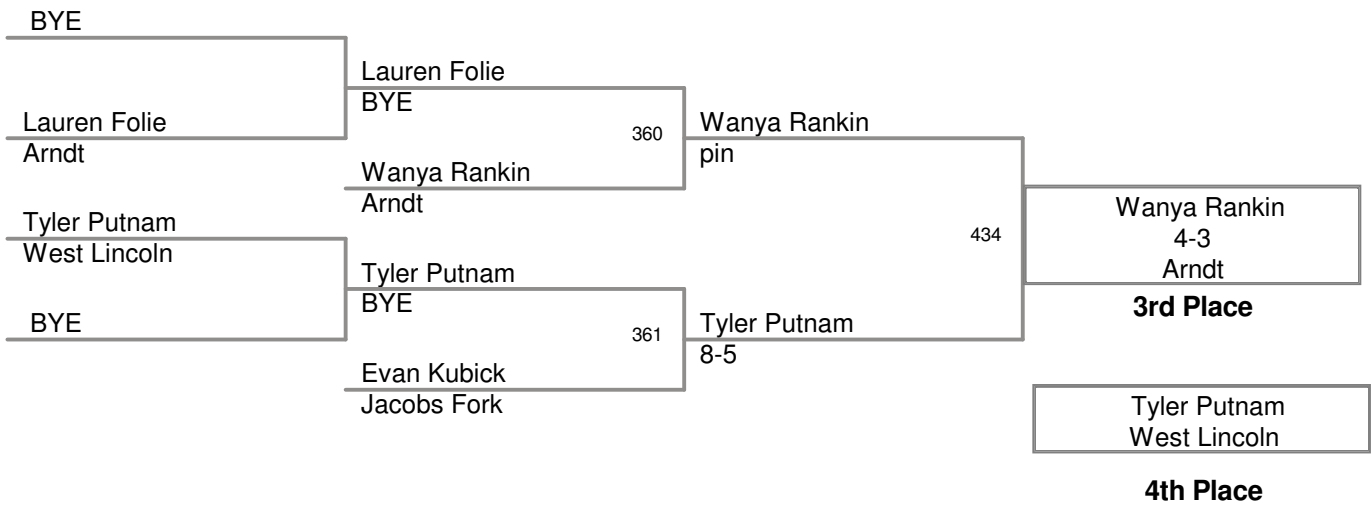 BYE
Lauren Folie
BYE
Lauren Folie
Arndt
360
Wanya Rankin
pin
Wanya Rankin
Arndt
Tyler Putnam
West Lincoln
434
Wanya Rankin
4-3
Arndt
3rd Place
Tyler Putnam
BYE
BYE
361
Tyler Putnam
8-5
Evan Kubick
Jacobs Fork
Tyler Putnam
West Lincoln
4th Place